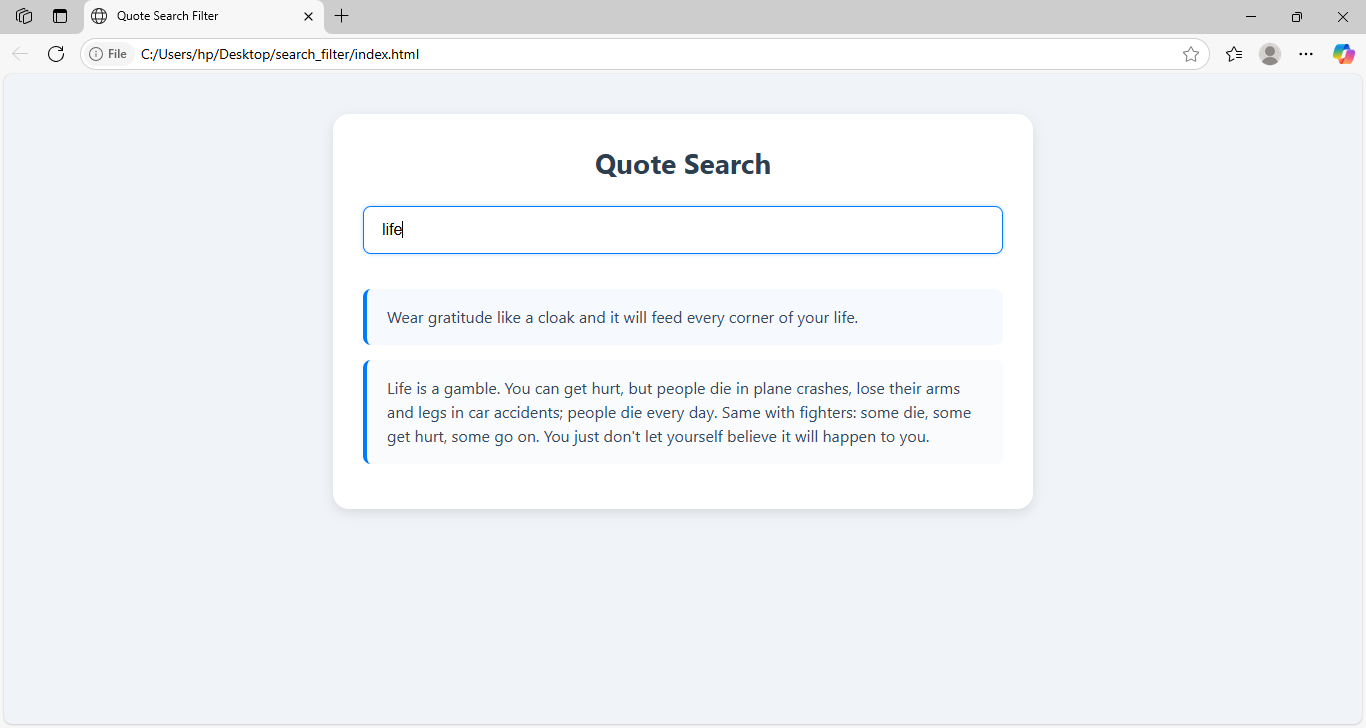 Quote Search Filter
File C:/Users/hp/Desktop/search_filter/index.html
Quote Search
life
Wear gratitude like a cloak and it will feed every corner of your life.
Life is a gamble. You can get hurt, but people die in plane crashes, lose their arms
and legs in car accidents; people die every day. Same with fighters: some die, some
get hurt, some go on. You just don't let yourself believe it will happen to you.